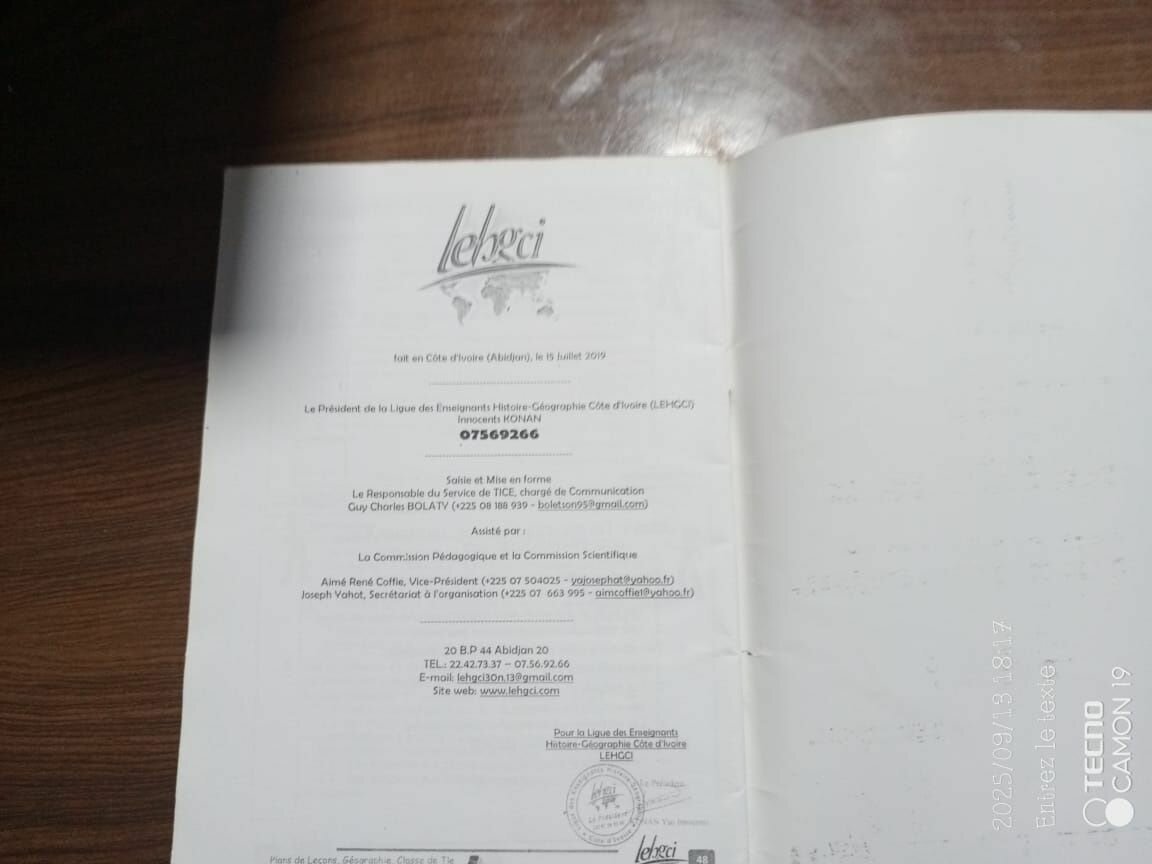 lehgci
fait en Côte d'Ivoire (Abidjan), le 15 Juillet 2019
Le Président de la Ligue des Enseignants Histoire-Géographie Côte d'Ivoire (LEHGCI)
Innocents KONAN
07569266
Saisie et Mise en forme
Le Responsable du Service de TICE, chargé de Communication
Guy Charles BOLATY (+225 08 188 939 - boletson95@gmail.com)
Assisté par :
La Commission Pédagogique et la Commission Scientifique
Aimé René Coffie, Vice-Président (+225 07 504025 - yajosephat@yahoo.fr)
Joseph Yahot, Secrétariat à l'organisation (+225 07 663 995 - aimcoffie1@yahoo.fr)
20 B.P 44 Abidjan 20
TEL.: 22.42.73.37 – 07.56.92.66
E-mail: lehgci30n.13@gmail.com
Site web: www.lehgci.com
Pour la Ligue des Enseignants
Histoire-Géographie Côte d'Ivoire
LEHGCI
Le Président
lehgci
Plans de Leçons, Géographie, Classe de Tle
lehgci
48
2025/09/13 18:17
Entrez le texte
TECNO
CAMON 19